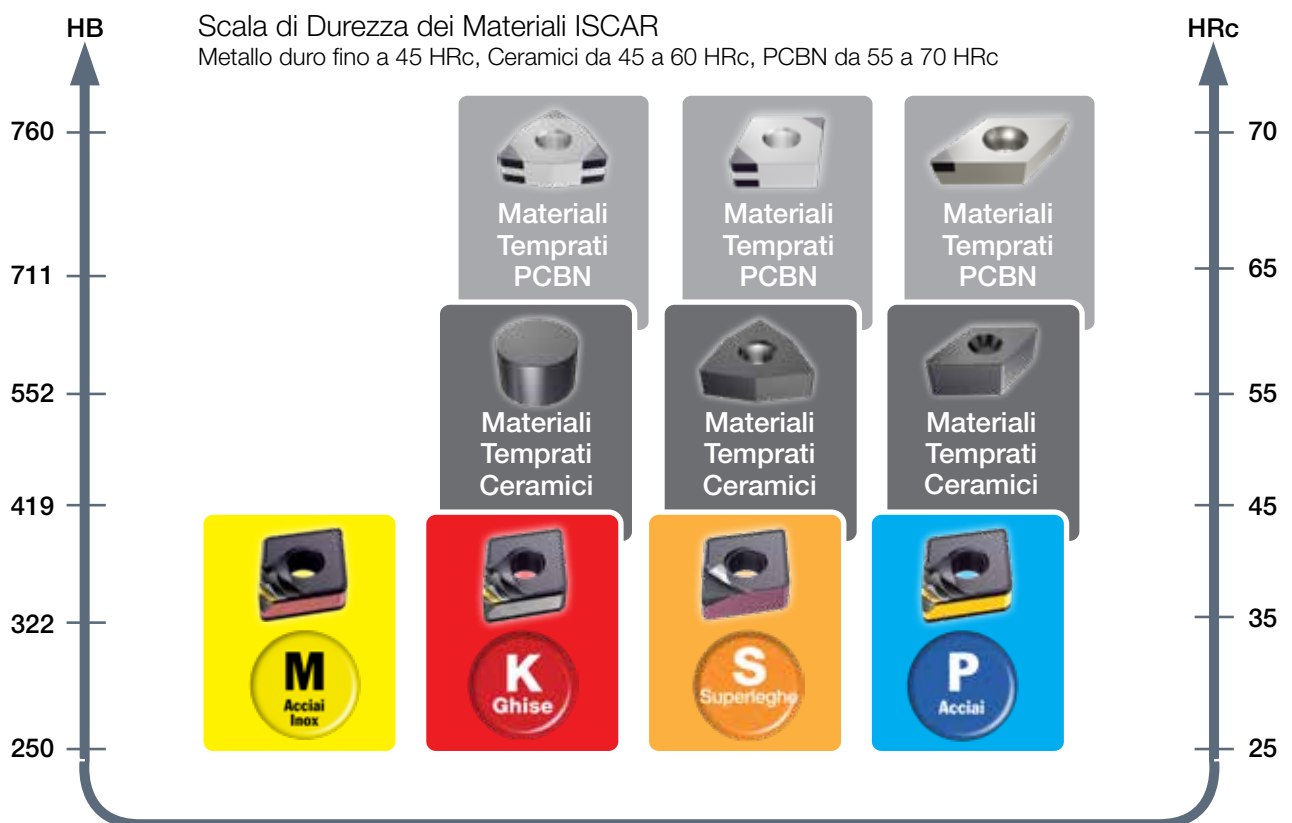 HB
Scala di Durezza dei Materiali ISCAR
HRc
Metallo duro fino a 45 HRc, Ceramici da 45 a 60 HRc, PCBN da 55 a 70 HRc
760
70
Materiali
Temprati
PCBN
Materiali
Temprati
PCBN
Materiali
Temprati
PCBN
711
65
552
55
Materiali
Temprati
Ceramici
Materiali
Temprati
Ceramici
Materiali
Temprati
Ceramici
419
45
322
35
M
Acciai
Inox
K
Ghise
S
Superleghe
P
Acciai
250
25